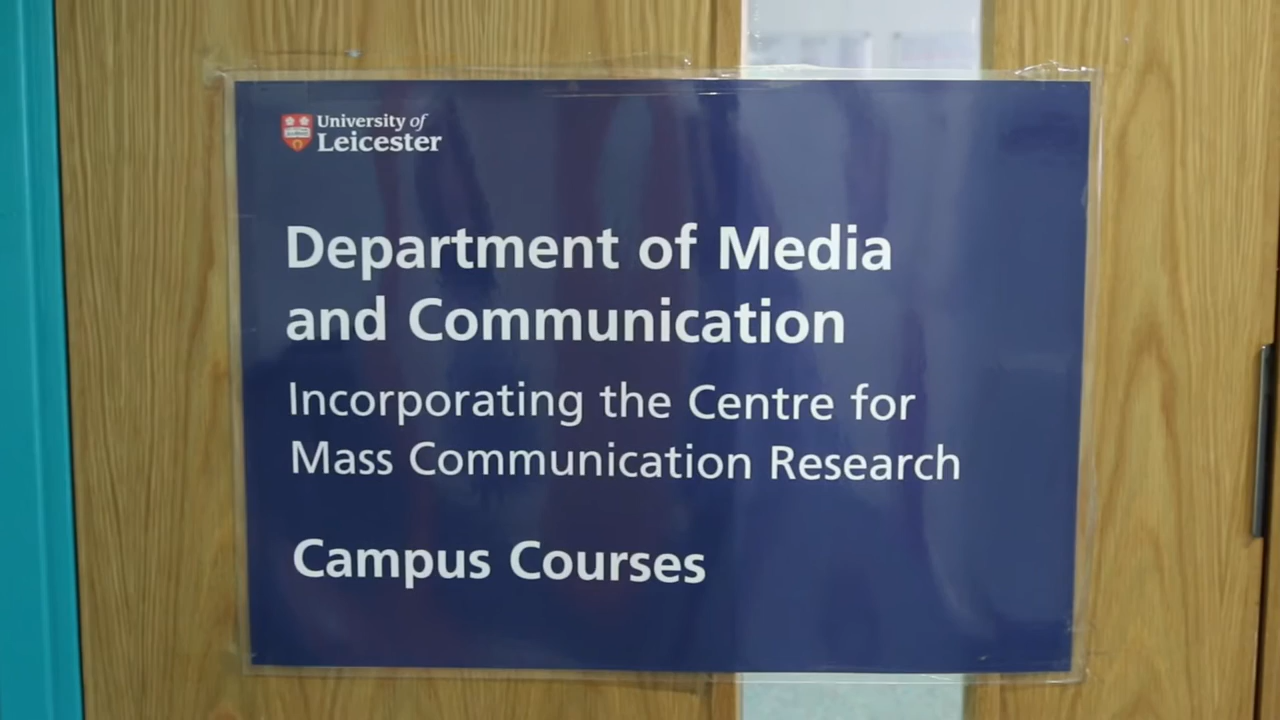 University of
Leicester
Department of Media
and Communication
Incorporating the Centre for
Mass Communication Research
Campus Courses